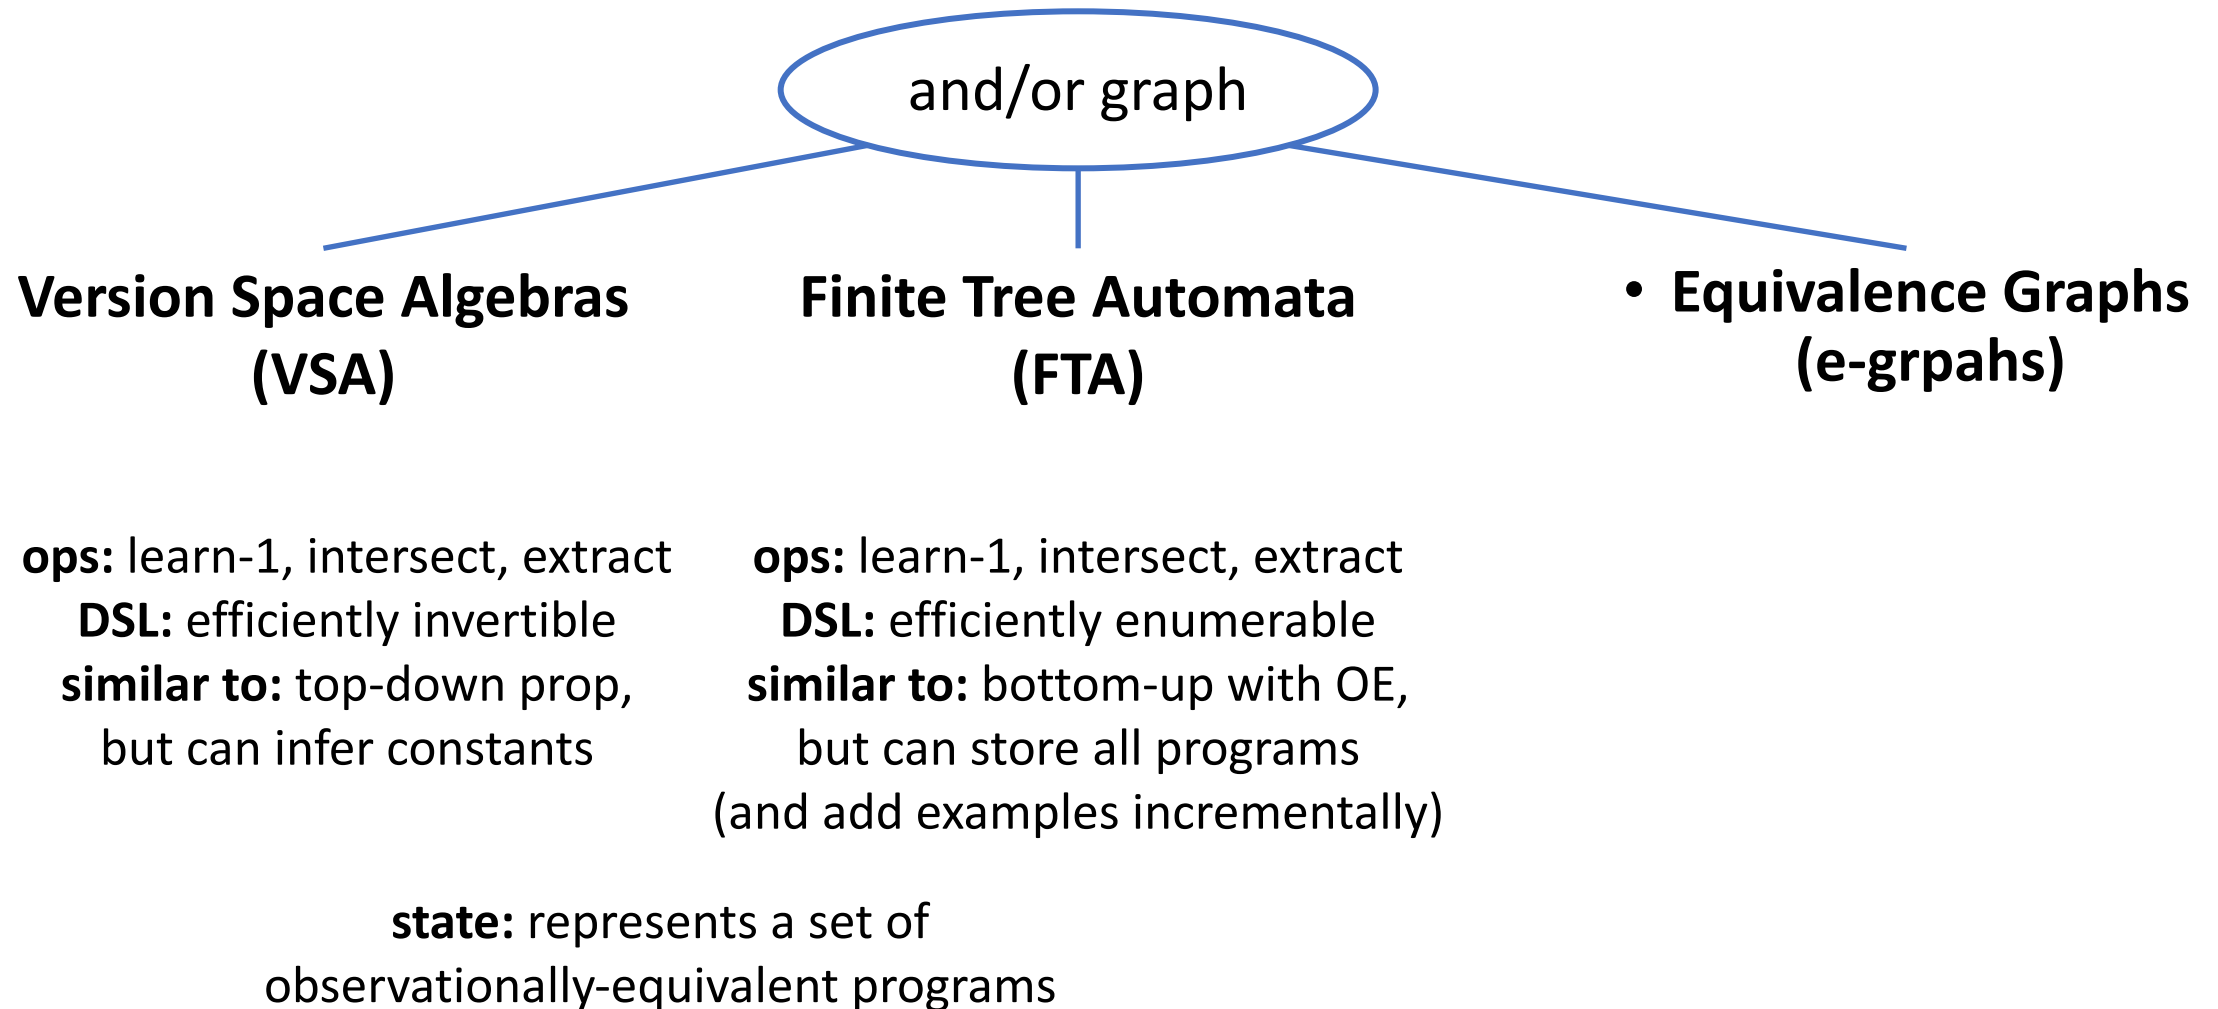 and/or graph
Version Space Algebras
(VSA)
Finite Tree Automata
(FTA)
• Equivalence Graphs
(e-grpahs)
ops: learn-1, intersect, extract
DSL: efficiently invertible
similar to: top-down prop,
but can infer constants
ops: learn-1, intersect, extract
DSL: efficiently enumerable
similar to: bottom-up with OE,
but can store all programs
(and add examples incrementally)
state: represents a set of
observationally-equivalent programs